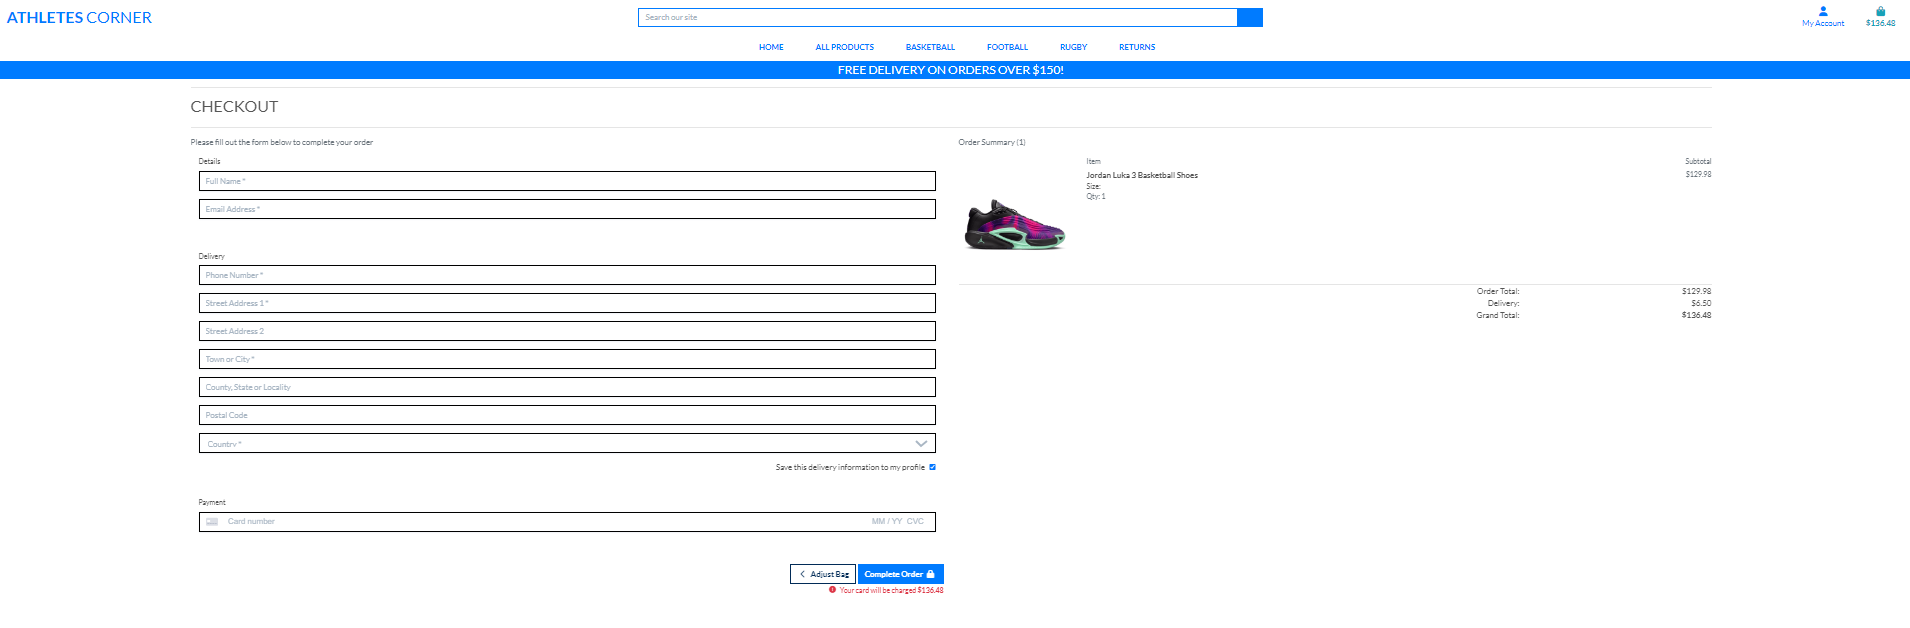 ATHLETES CORNER
Search our site
My Account
$136.48
HOME ALL PRODUCTS BASKETBALL FOOTBALL RUGBY RETURNS
FREE DELIVERY ON ORDERS OVER $150!
CHECKOUT
Please fill out the form below to complete your order
Details
Full Name *
Email Address *
Delivery
Phone Number *
Street Address 1 *
Street Address 2
Town or City *
County, State or Locality
Postal Code
Country *
Save this delivery information to my profile
Payment
Card number MM / YY CVC
Adjust Bag Complete Order
Your card will be charged $136.48
Order Summary (1)
Item Subtotal
Jordan Luka 3 Basketball Shoes $129.98
Size:
Qty: 1
Order Total: $129.98
Delivery: $6.50
Grand Total: $136.48